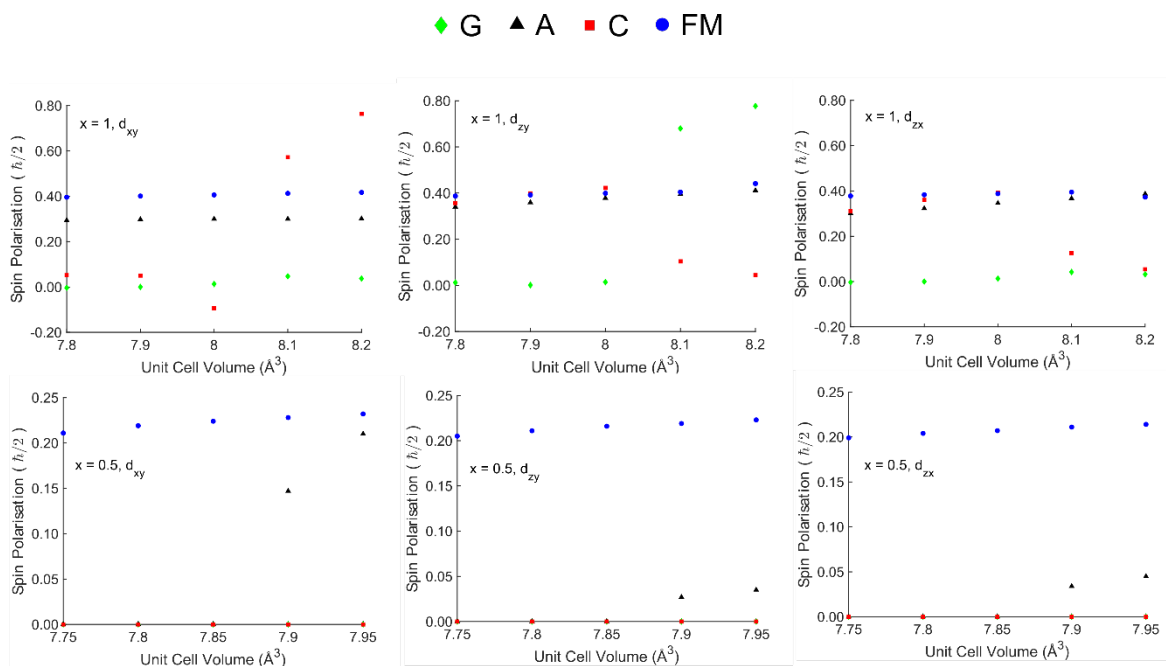 G A C FM
0.80
0.60
0.40
0.20
0.00
-0.20
7.8 7.9 8 8.1 8.2
Spin Polarisation ( ℏ/2 )
Unit Cell Volume (Å³)
x = 1, dxy
0.80
0.60
0.40
0.20
0.00
-0.20
7.8 7.9 8 8.1 8.2
Spin Polarisation ( ℏ/2 )
Unit Cell Volume (Å³)
x = 1, dzy
0.80
0.60
0.40
0.20
0.00
-0.20
7.8 7.9 8 8.1 8.2
Spin Polarisation ( ℏ/2 )
Unit Cell Volume (Å³)
x = 1, dzx
0.25
0.20
0.15
0.10
0.05
0.00
7.75 7.8 7.85 7.9 7.95
Spin Polarisation ( ℏ/2 )
Unit Cell Volume (Å³)
x = 0.5, dxy
0.25
0.20
0.15
0.10
0.05
0.00
7.75 7.8 7.85 7.9 7.95
Spin Polarisation ( ℏ/2 )
Unit Cell Volume (Å³)
x = 0.5, dzy
0.25
0.20
0.15
0.10
0.05
0.00
7.75 7.8 7.85 7.9 7.95
Spin Polarisation ( ℏ/2 )
Unit Cell Volume (Å³)
x = 0.5, dzx